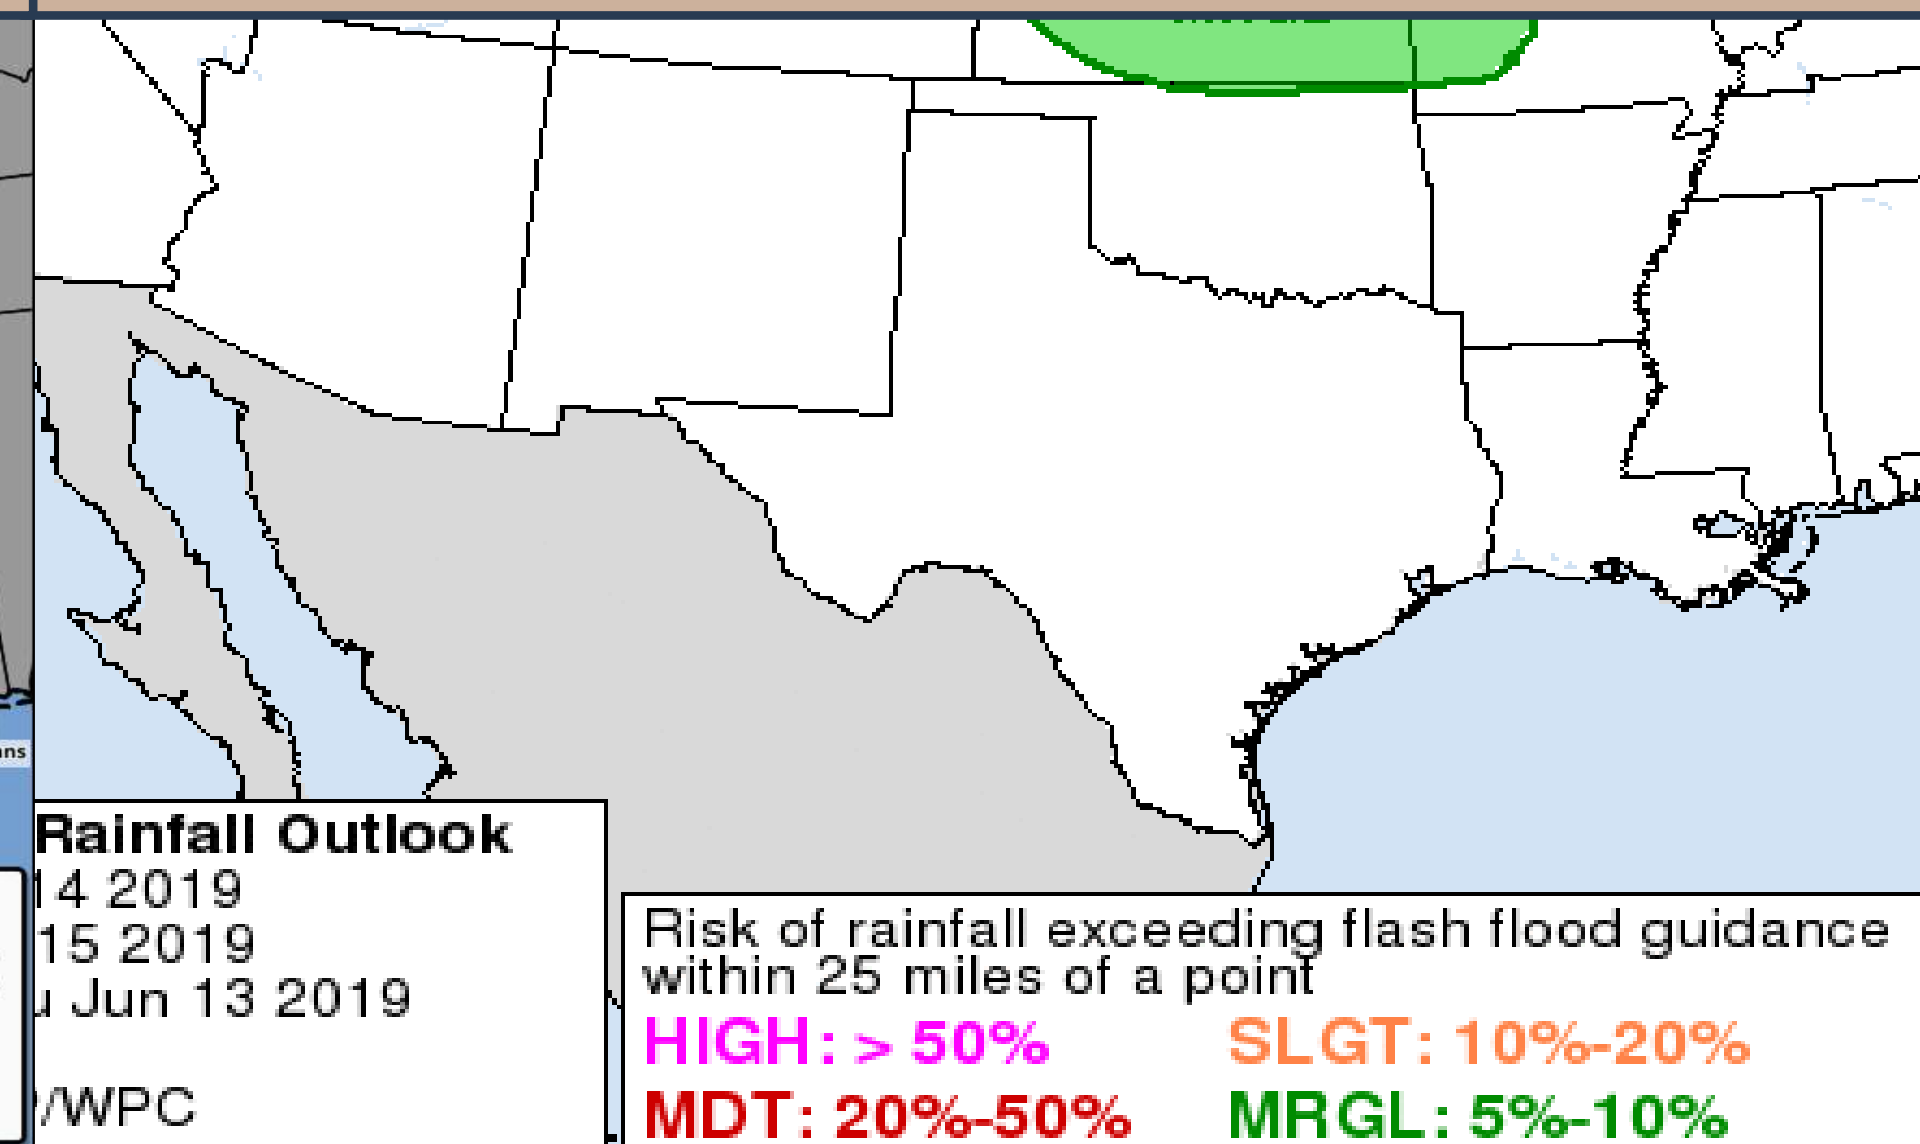 Rainfall Outlook
14 2019
15 2019
u Jun 13 2019
/WPC
Risk of rainfall exceeding flash flood guidance
within 25 miles of a point
HIGH: > 50%
SLGT: 10%-20%
MDT: 20%-50%
MRGL: 5%-10%
ans